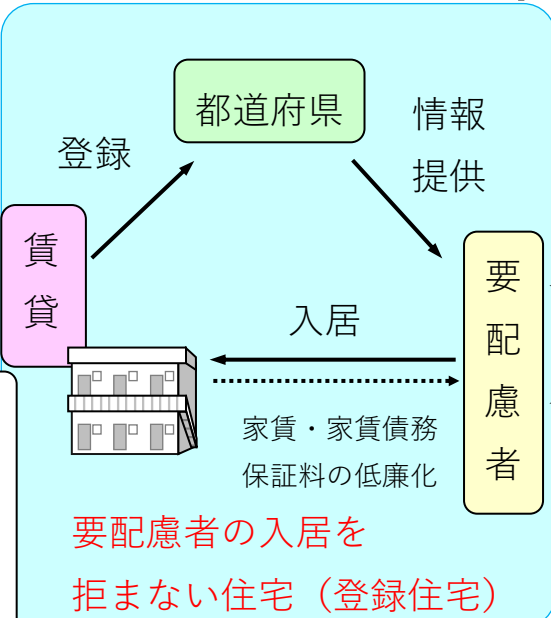 都道府県
登録
情報
提供
賃
貸
要
配
慮
者
入居
家賃・家賃債務
保証料の低廉化
要配慮者の入居を
拒まない住宅（登録住宅）